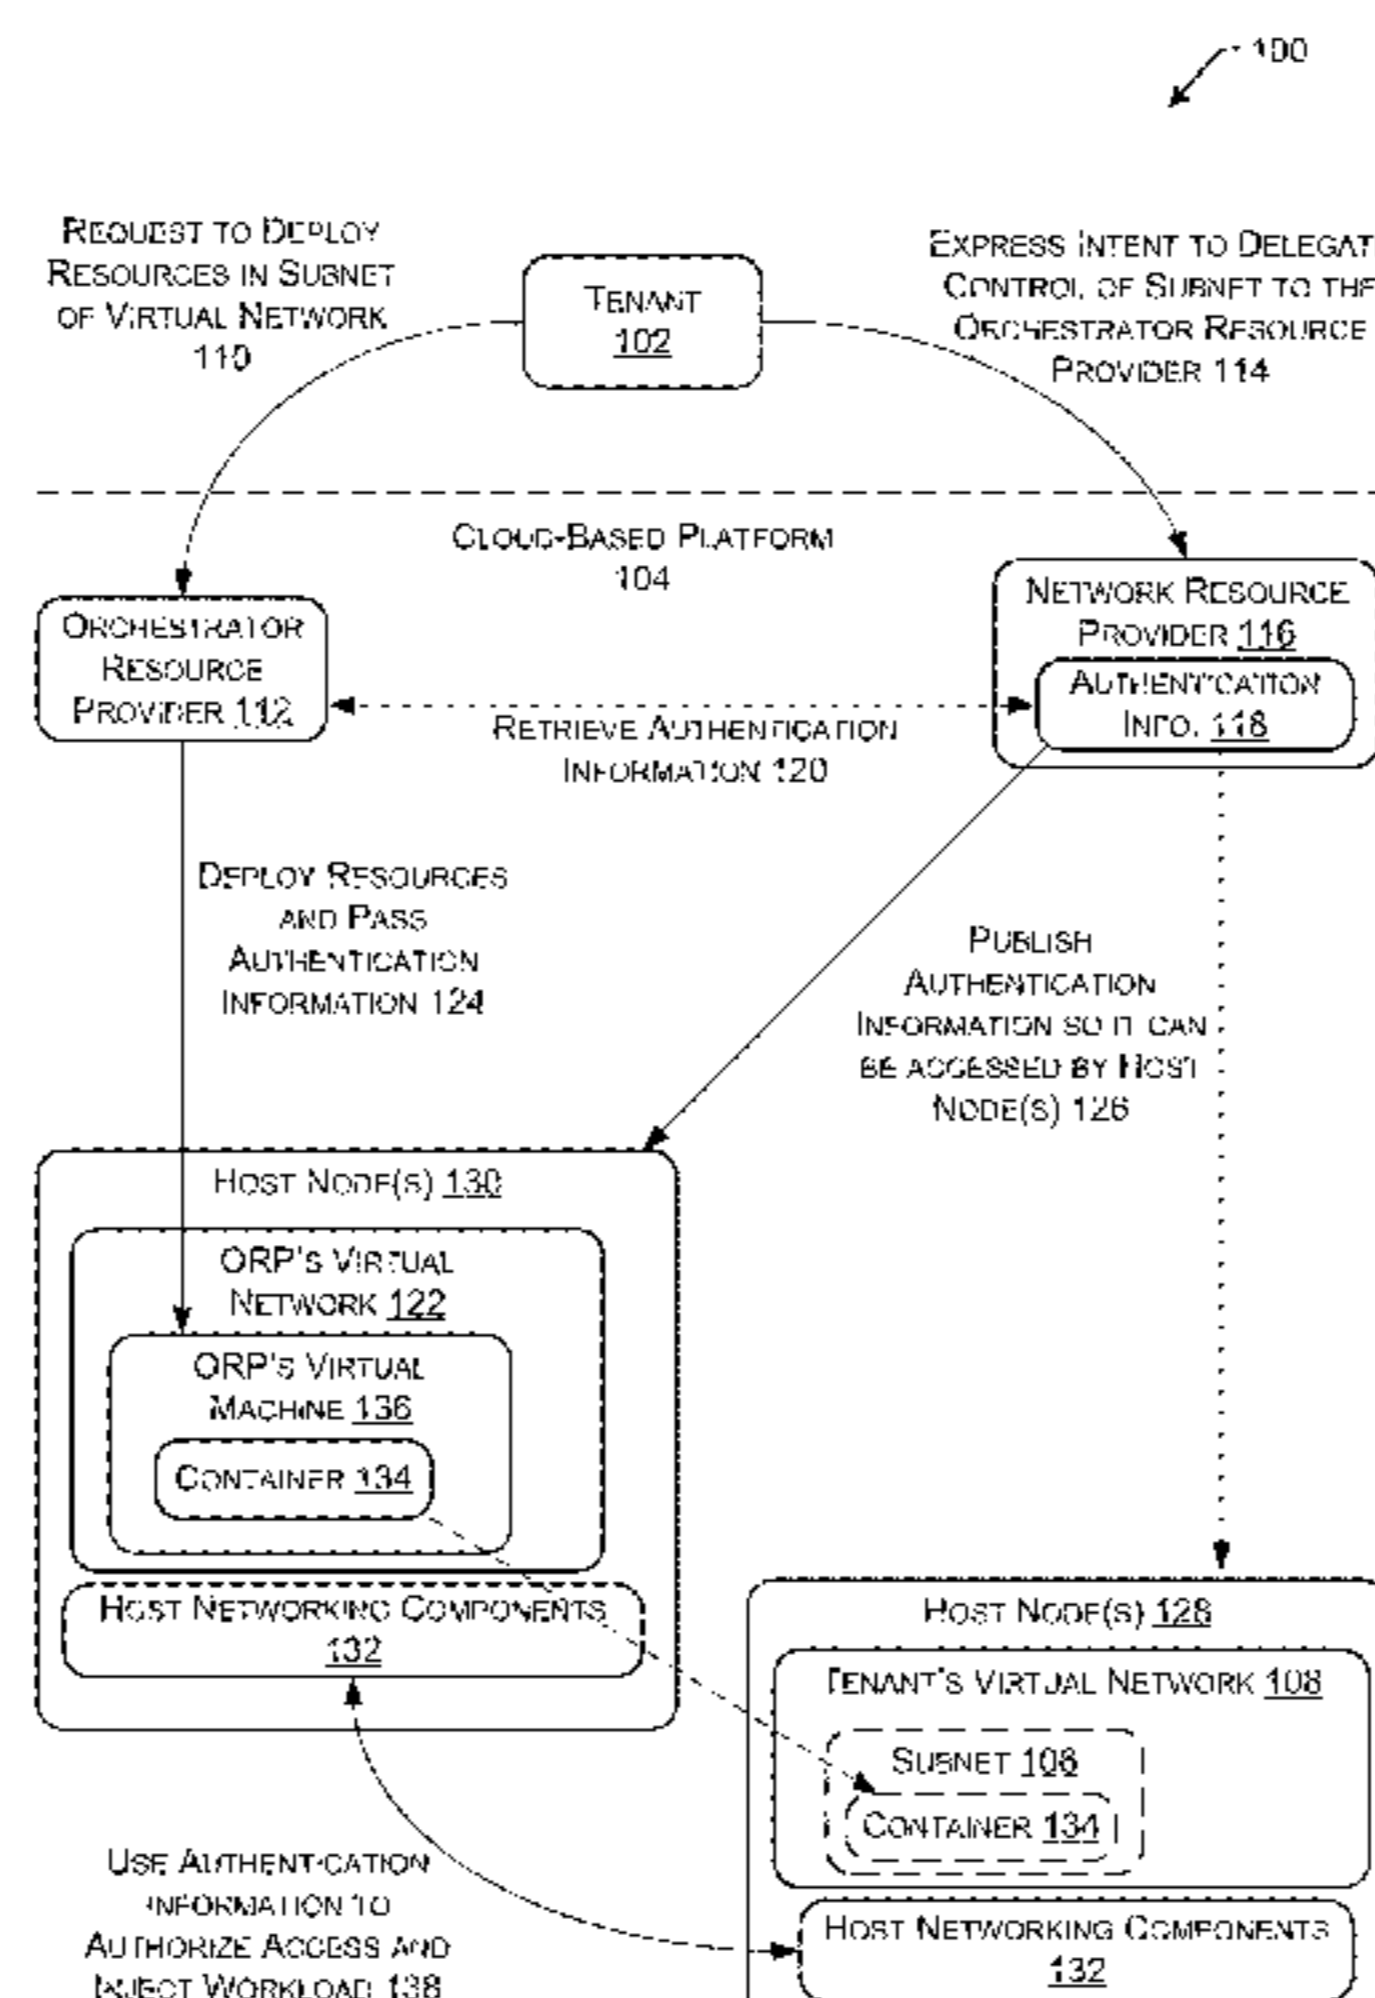 100
REQUEST TO DEPLOY
RESOURCES IN SUBNET
OF VIRTUAL NETWORK
110
TENANT
102
EXPRESS INTENT TO DELEGAT
CONTROL OF SUBNET TO THE
ORCHESTRATOR RESOURCE
PROVIDER 114
CLOUD-BASED PLATFORM
104
ORCHESTRATOR
RESOURCE
PROVIDER 112
NETWORK RESOURCE
PROVIDER 116
AUTHENTICATION
INFO. 118
RETRIEVE AUTHENTICATION
INFORMATION 120
DEPLOY RESOURCES
AND PASS
AUTHENTICATION
INFORMATION 124
PUBLISH
AUTHENTICATION
INFORMATION SO IT CAN
BE ACCESSED BY HOST
NODE(S) 126
HOST NODE(S) 130
ORP'S VIRTUAL
NETWORK 122
ORP'S VIRTUAL
MACHINE 136
CONTAINER 134
HOST NETWORKING COMPONENTS
132
HOST NODE(S) 128
TENANT'S VIRTUAL NETWORK 108
SUBNET 106
CONTAINER 134
HOST NETWORKING COMPONENTS
132
USE AUTHENTICATION
INFORMATION TO
AUTHORIZE ACCESS AND
INJECT WORKLOAD 138